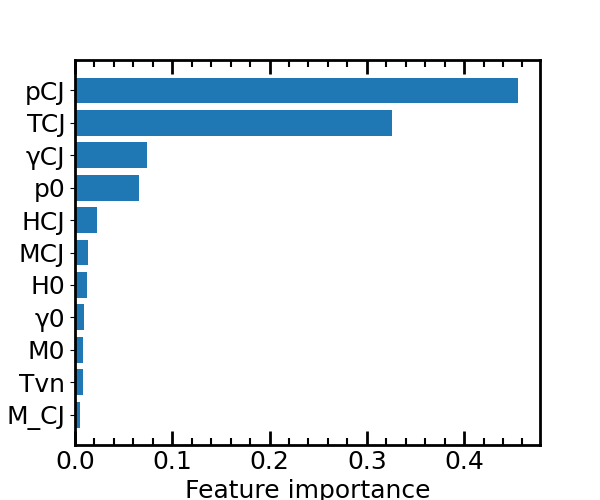 pCJ
TCJ
γCJ
p0
HCJ
MCJ
H0
γ0
M0
Tvn
M_CJ
0.0 0.1 0.2 0.3 0.4
Feature importance